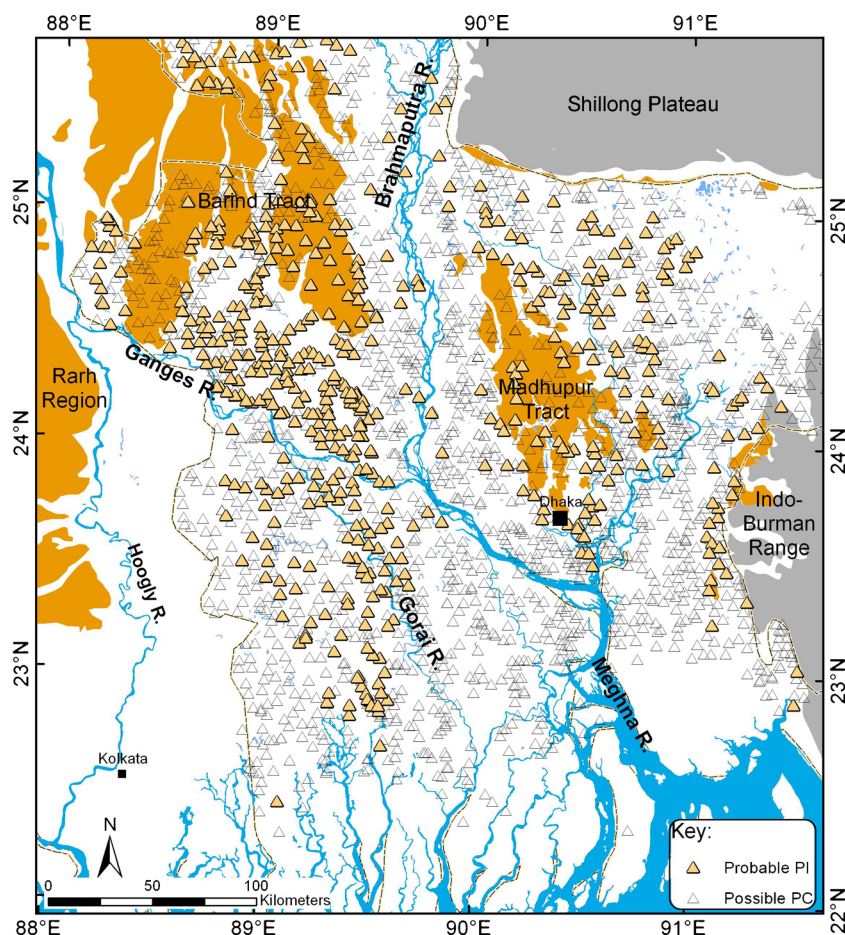 88°E 89°E 90°E 91°E
Shillong Plateau
Brahmaputra R.
25°N 25°N
Barind Tract
Ganges R.
Rarh
Region
Madhupur
Tract
24°N 24°N
Dhaka
Indo-
Burman
Range
Hoogly R.
Gorai R.
23°N 23°N
Meghna R.
Kolkata
N
Key:
Probable PI
Possible PC
0 50 100
Kilometers
22°N
88°E 89°E 90°E 91°E